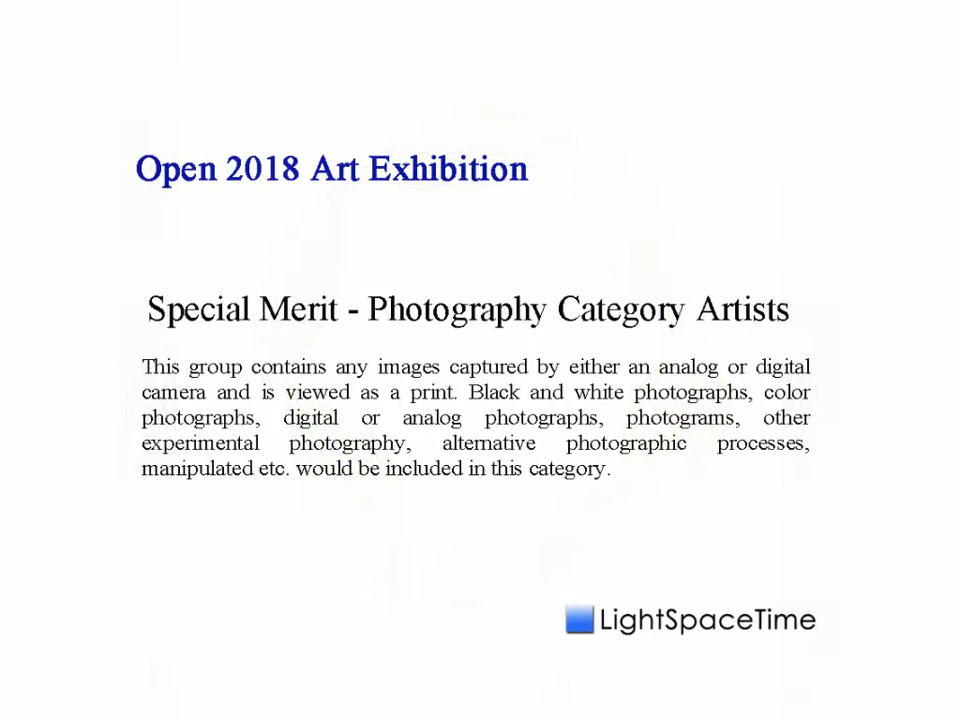 Open 2018 Art Exhibition
Special Merit - Photography Category Artists
This group contains any images captured by either an analog or digital
camera and is viewed as a print. Black and white photographs, color
photographs, digital or analog photographs, photograms, other
experimental photography, alternative photographic processes,
manipulated etc. would be included in this category.
LightSpaceTime